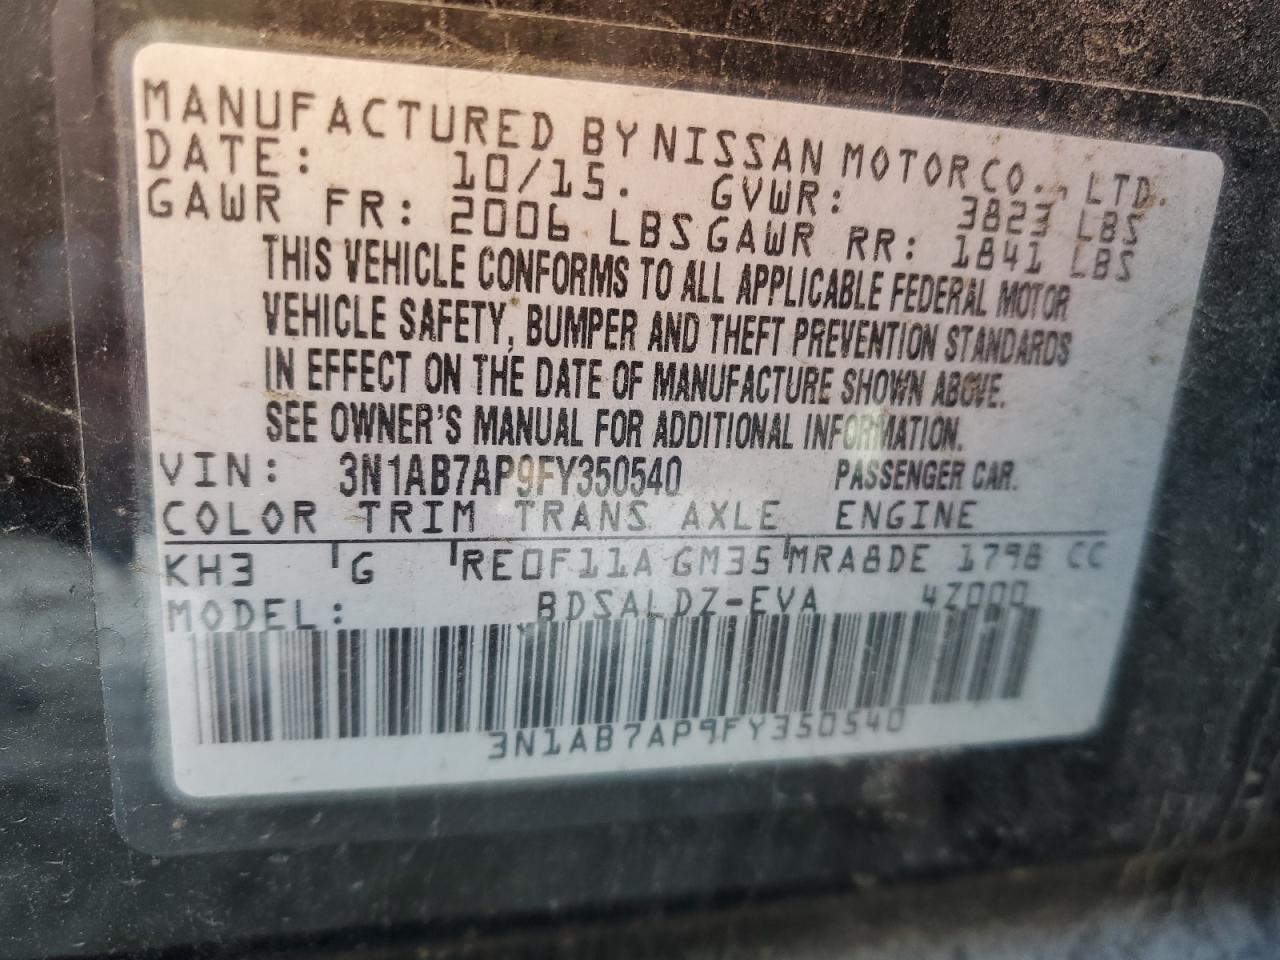 MANUFACTURED BY NISSAN MOTOR CO., LTD.
DATE: 10/15. GVWR: 3823 LBS
GAWR FR: 2006 LBS GAWR RR: 1841 LBS
THIS VEHICLE CONFORMS TO ALL APPLICABLE FEDERAL MOTOR
VEHICLE SAFETY, BUMPER AND THEFT PREVENTION STANDARDS
IN EFFECT ON THE DATE OF MANUFACTURE SHOWN ABOVE.
SEE OWNER'S MANUAL FOR ADDITIONAL INFORMATION.
VIN: 3N1AB7AP9FY350540 PASSENGER CAR.
COLOR TRIM TRANS AXLE ENGINE
KH3 G RE0F11A GM35 MRA8DE 1798 CC
MODEL: BDSALDZ-EVA 4Z000
3N1AB7AP9FY350540